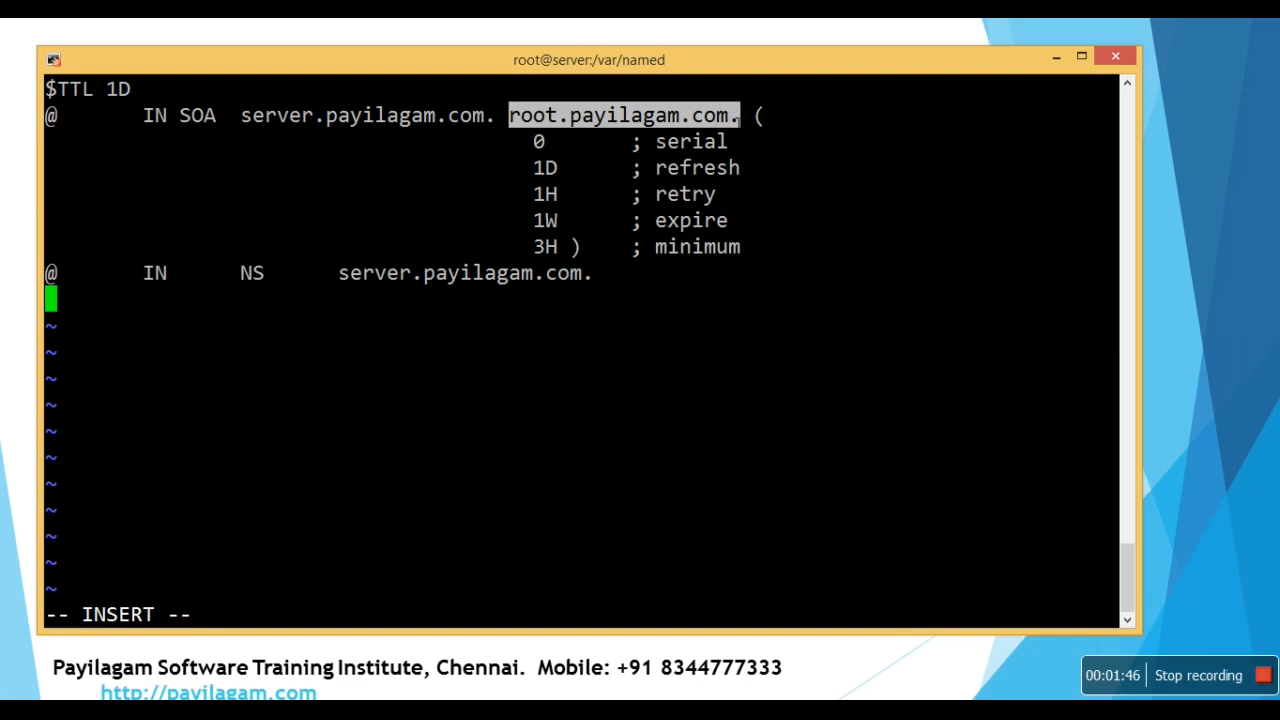 root@server:/var/named
$TTL 1D
@ IN SOA server.payilagam.com. root.payilagam.com. (
0 ; serial
1D ; refresh
1H ; retry
1W ; expire
3H ) ; minimum
@ IN NS server.payilagam.com.
~
~
~
~
~
~
~
~
~
~
~
-- INSERT --
Payilagam Software Training Institute, Chennai. Mobile: +91 8344777333
http://payilagam.com
00:01:46 Stop recording